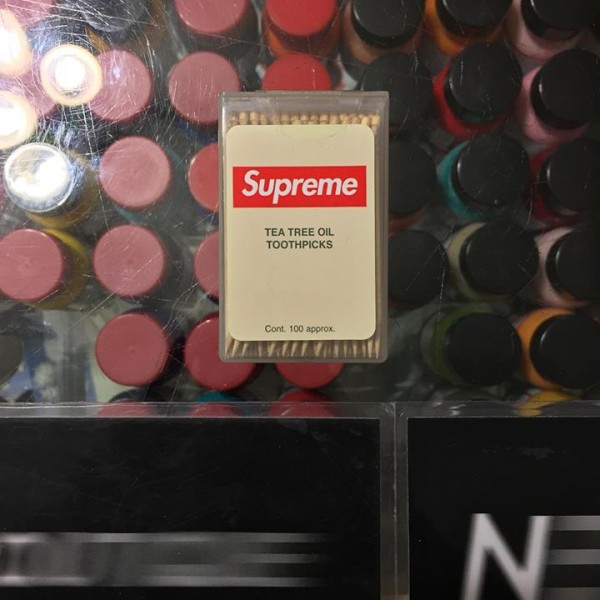 Supreme
TEA TREE OIL
TOOTHPICKS
Cont. 100 approx.
N